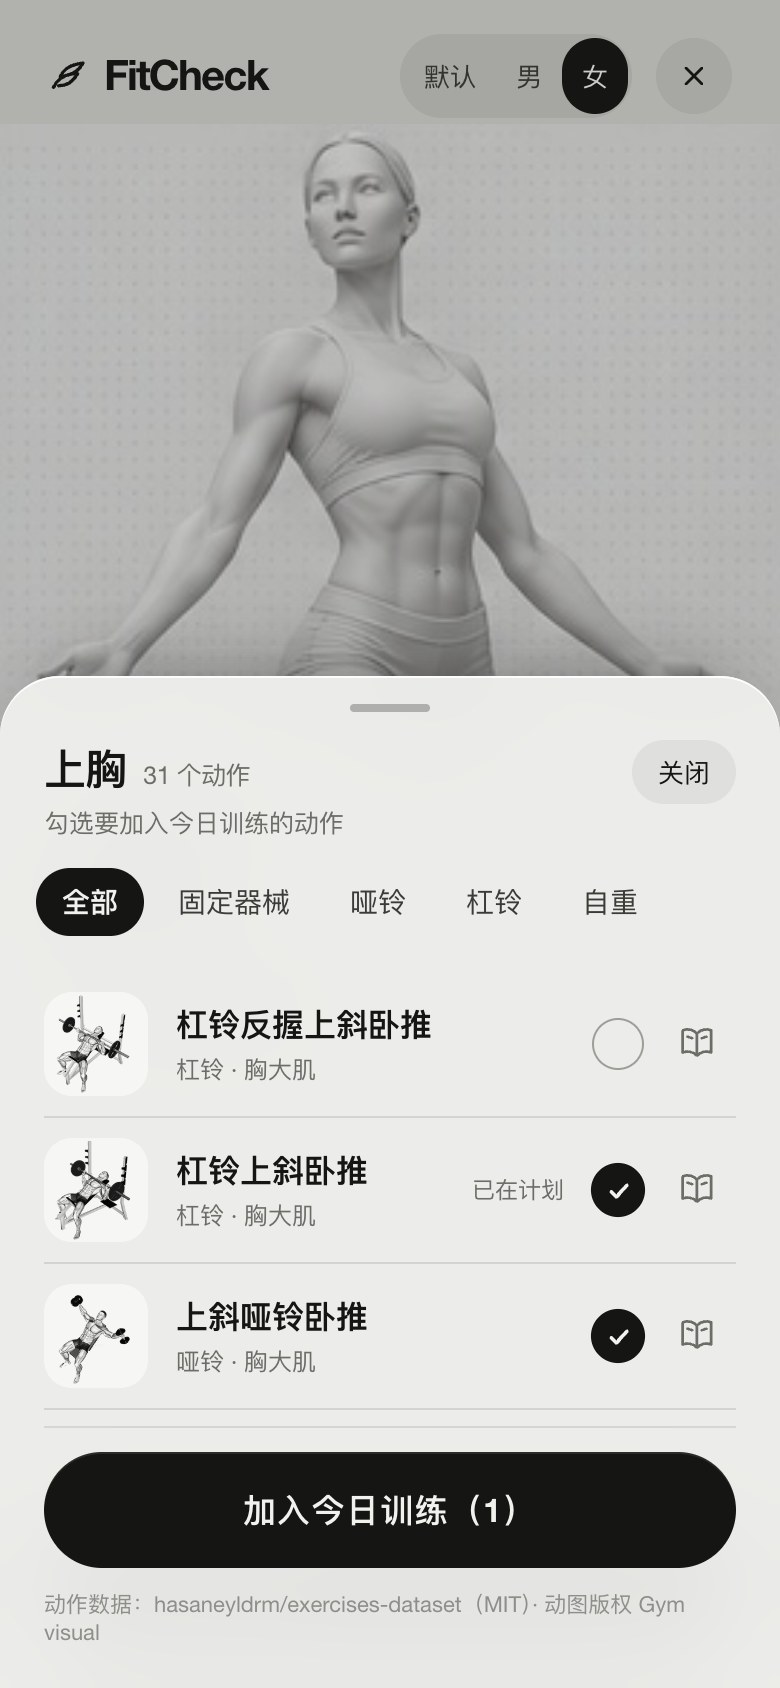 FitCheck
默认 男 女
上胸 31 个动作
关闭
勾选要加入今日训练的动作
全部 固定器械 哑铃 杠铃 自重
杠铃反握上斜卧推
杠铃 · 胸大肌
杠铃上斜卧推
杠铃 · 胸大肌
已在计划
上斜哑铃卧推
哑铃 · 胸大肌
加入今日训练（1）
动作数据：hasaneyldrm/exercises-dataset（MIT）· 动图版权 Gym
visual